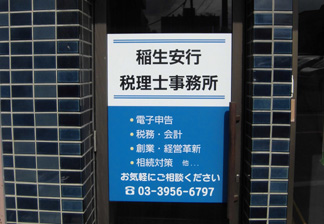 稲生安行
税理士事務所
・電子申告
・税務・会計
・創業・経営革新
・相続対策 他...
お気軽にご相談ください
☎03-3956-6797